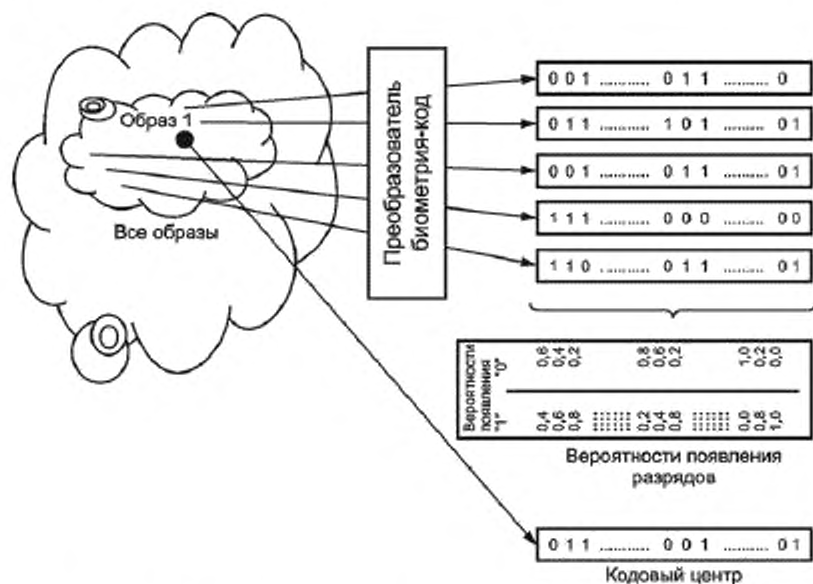 Образ 1
Все образы
Преобразователь
биометрия-код
0 0 1 ........... 0 1 1 .......... 0
0 1 1 ........... 1 0 1 .......... 0 1
0 0 1 ........... 0 1 1 .......... 0 1
1 1 1 ........... 0 0 0 .......... 0 0
1 1 0 ........... 0 1 1 .......... 0 1
Вероятности
появления
"1" "0"
0,6 0,4 0,2 0,8 0,6 0,2 1,0 0,2 0,0
0,4 0,6 0,8 0,2 0,4 0,8 0,0 0,8 1,0
Вероятности появления
разрядов
0 1 1 ........... 0 0 1 .......... 0 1
Кодовый центр